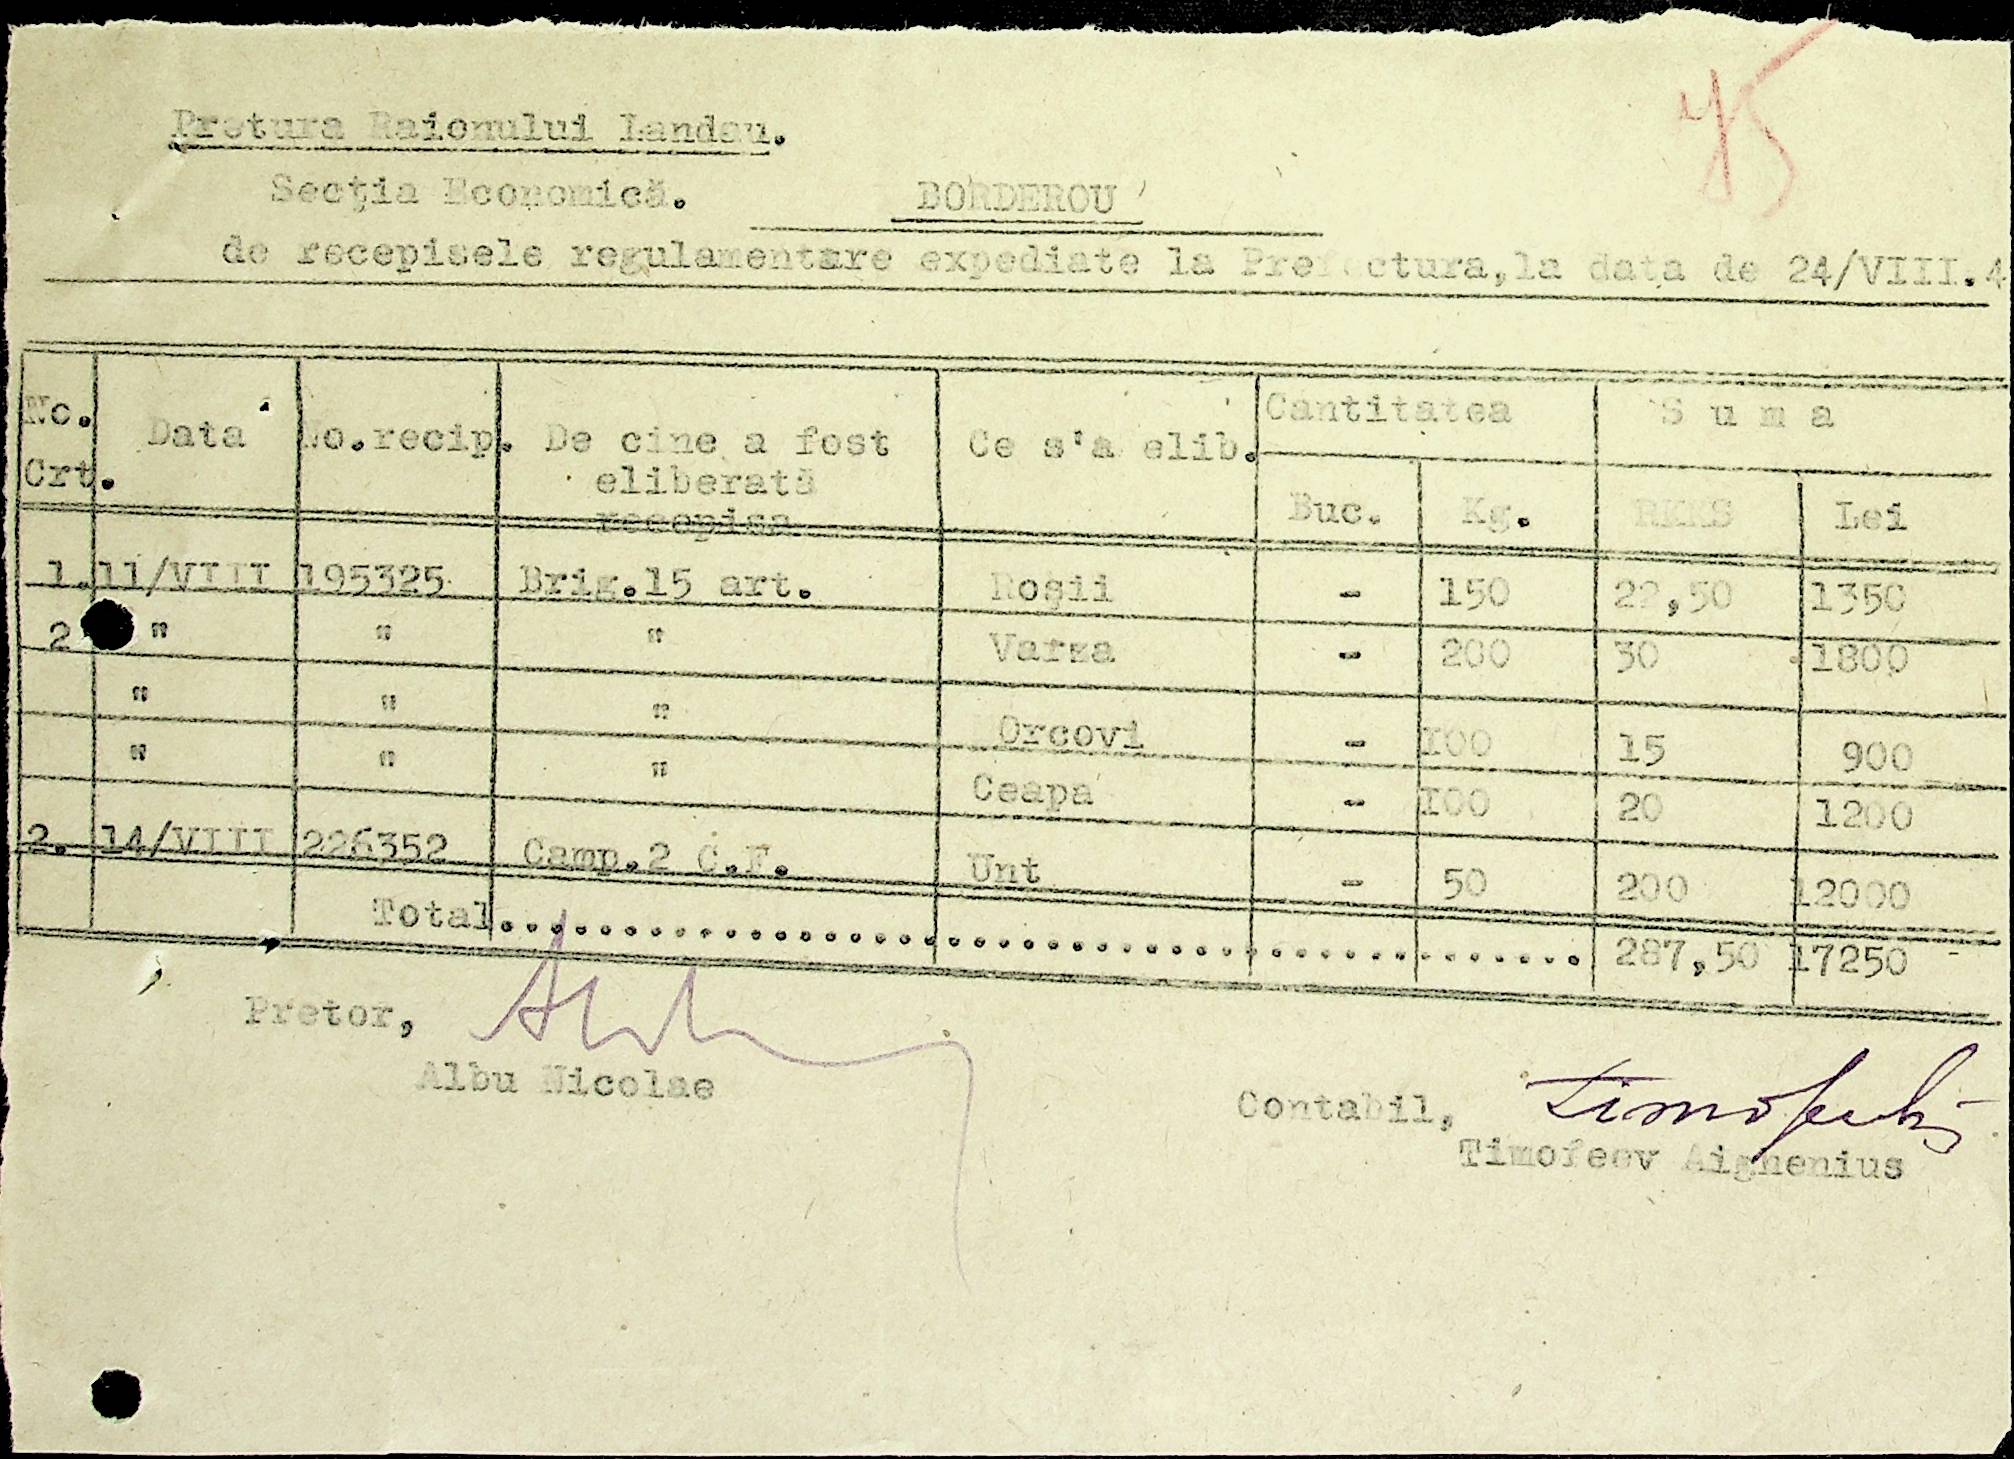 45
Pretura Raionului Landau.
Secţia Economică.
BORDEROU
de recepisele regulamentare expediate la Prefectura, la data de 24/VIII.4
No. Crt. Data No.recip. De cine a fost eliberată recepisa Ce s'a elib. Cantitatea Buc. Kg. S u m a RKKS Lei
1. 11/VIII 195325 Brig.15 art. Roşii - 150 22,50 1350
2 " " " Varza - 200 30 1800
" " " Orcovi - 100 15 900
" " " Ceapa - 100 20 1200
2. 14/VIII 226352 Camp.2 C.F. Unt - 50 200 12000
Total.......................................... 287,50 17250
Pretor,
Albu Nicolae
Contabil,
Timofeev Aighenius